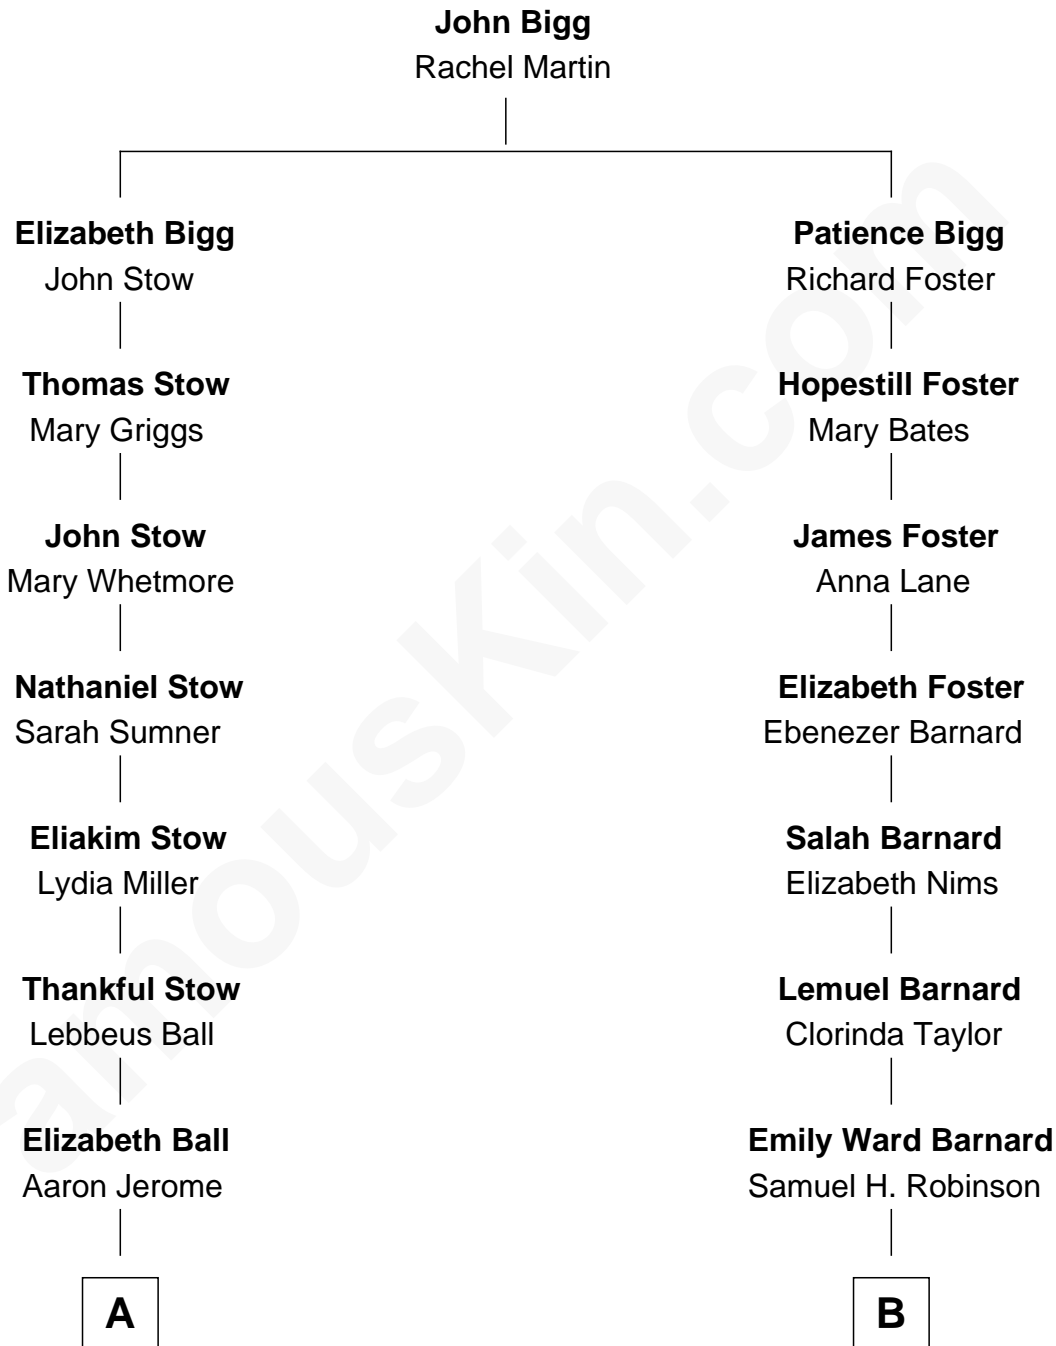 John Bigg
Rachel Martin
Elizabeth Bigg
John Stow
Patience Bigg
Richard Foster
Thomas Stow
Mary Griggs
Hopestill Foster
Mary Bates
John Stow
Mary Whetmore
James Foster
Anna Lane
Nathaniel Stow
Sarah Sumner
Elizabeth Foster
Ebenezer Barnard
Eliakim Stow
Lydia Miller
Salah Barnard
Elizabeth Nims
Thankful Stow
Lebbeus Ball
Lemuel Barnard
Clorinda Taylor
Elizabeth Ball
Aaron Jerome
Emily Ward Barnard
Samuel H. Robinson
A
B
amouskin.com